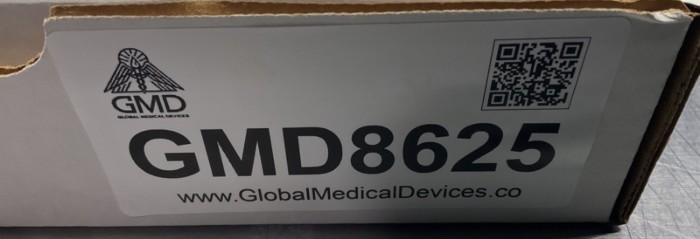 GMD
GLOBAL MEDICAL DEVICES
GMD8625
www.GlobalMedicalDevices.co